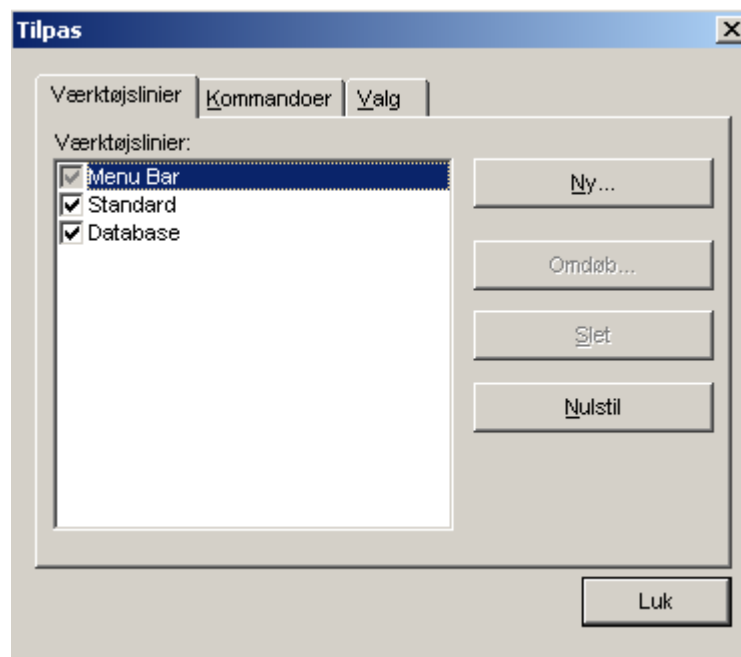 Tilpas
Værktøjslinier Kommandoer Valg
Værktøjslinier:
Menu Bar
Standard
Database
Ny...
Omdøb...
Slet
Nulstil
Luk